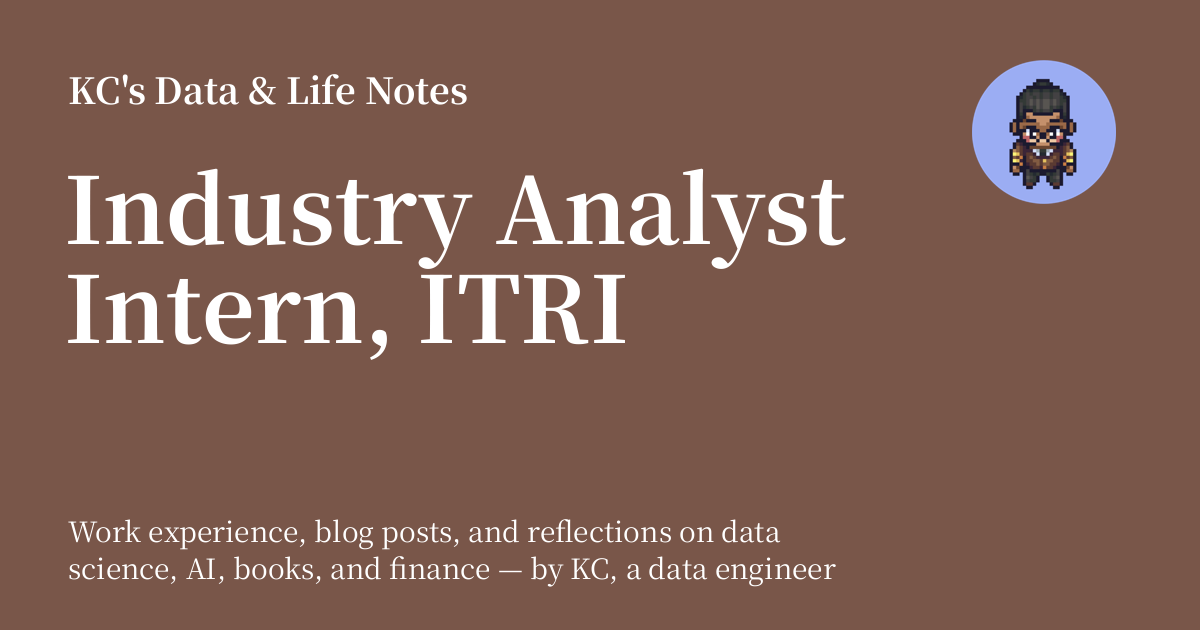 KC's Data & Life Notes
Industry Analyst
Intern, ITRI
Work experience, blog posts, and reflections on data
science, AI, books, and finance — by KC, a data engineer